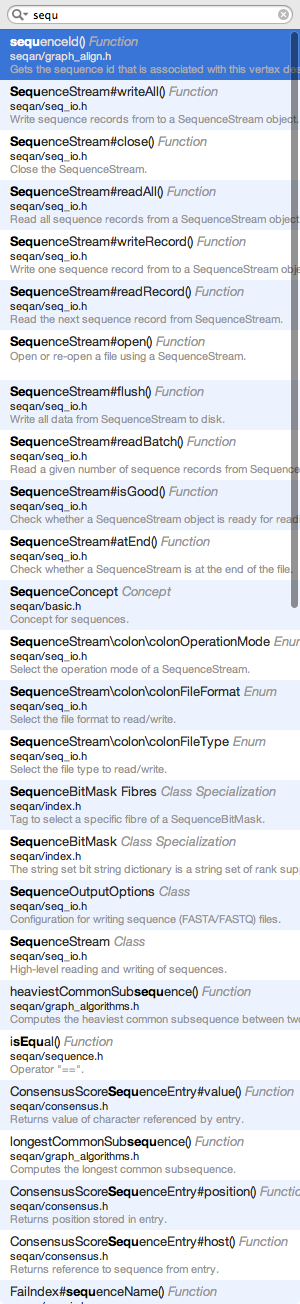 sequ
sequenceId() Function
seqan/graph_align.h
Gets the sequence id that is associated with this vertex des
SequenceStream#writeAll() Function
seqan/seq_io.h
Write sequence records from to a SequenceStream object.
SequenceStream#close() Function
seqan/seq_io.h
Close the SequenceStream.
SequenceStream#readAll() Function
seqan/seq_io.h
Read all sequence records from a SequenceStream object
SequenceStream#writeRecord() Function
seqan/seq_io.h
Write one sequence record from to a SequenceStream obje
SequenceStream#readRecord() Function
seqan/seq_io.h
Read the next sequence record from SequenceStream.
SequenceStream#open() Function
Open or re-open a file using a SequenceStream.
SequenceStream#flush() Function
seqan/seq_io.h
Write all data from SequenceStream to disk.
SequenceStream#readBatch() Function
seqan/seq_io.h
Read a given number of sequence records from Sequence
SequenceStream#isGood() Function
seqan/seq_io.h
Check whether a SequenceStream object is ready for read
SequenceStream#atEnd() Function
seqan/seq_io.h
Check whether a SequenceStream is at the end of the file.
SequenceConcept Concept
seqan/basic.h
Concept for sequences.
SequenceStream\colon\colonOperationMode Enum
seqan/seq_io.h
Select the operation mode of a SequenceStream.
SequenceStream\colon\colonFileFormat Enum
seqan/seq_io.h
Select the file format to read/write.
SequenceStream\colon\colonFileType Enum
seqan/seq_io.h
Select the file type to read/write.
SequenceBitMask Fibres Class Specialization
seqan/index.h
Tag to select a specific fibre of a SequenceBitMask.
SequenceBitMask Class Specialization
seqan/index.h
The string set bit string dictionary is a string set of rank supp
SequenceOutputOptions Class
seqan/seq_io.h
Configuration for writing sequence (FASTA/FASTQ) files.
SequenceStream Class
seqan/seq_io.h
High-level reading and writing of sequences.
heaviestCommonSubsequence() Function
seqan/graph_algorithms.h
Computes the heaviest common subsequence between two
isEqual() Function
seqan/sequence.h
Operator "==".
ConsensusScoreSequenceEntry#value() Function
seqan/consensus.h
Returns value of character referenced by entry.
longestCommonSubsequence() Function
seqan/graph_algorithms.h
Computes the longest common subsequence.
ConsensusScoreSequenceEntry#position() Functio
seqan/consensus.h
Returns position stored in entry.
ConsensusScoreSequenceEntry#host() Function
seqan/consensus.h
Returns reference to sequence from entry.
FaiIndex#sequenceName() Function